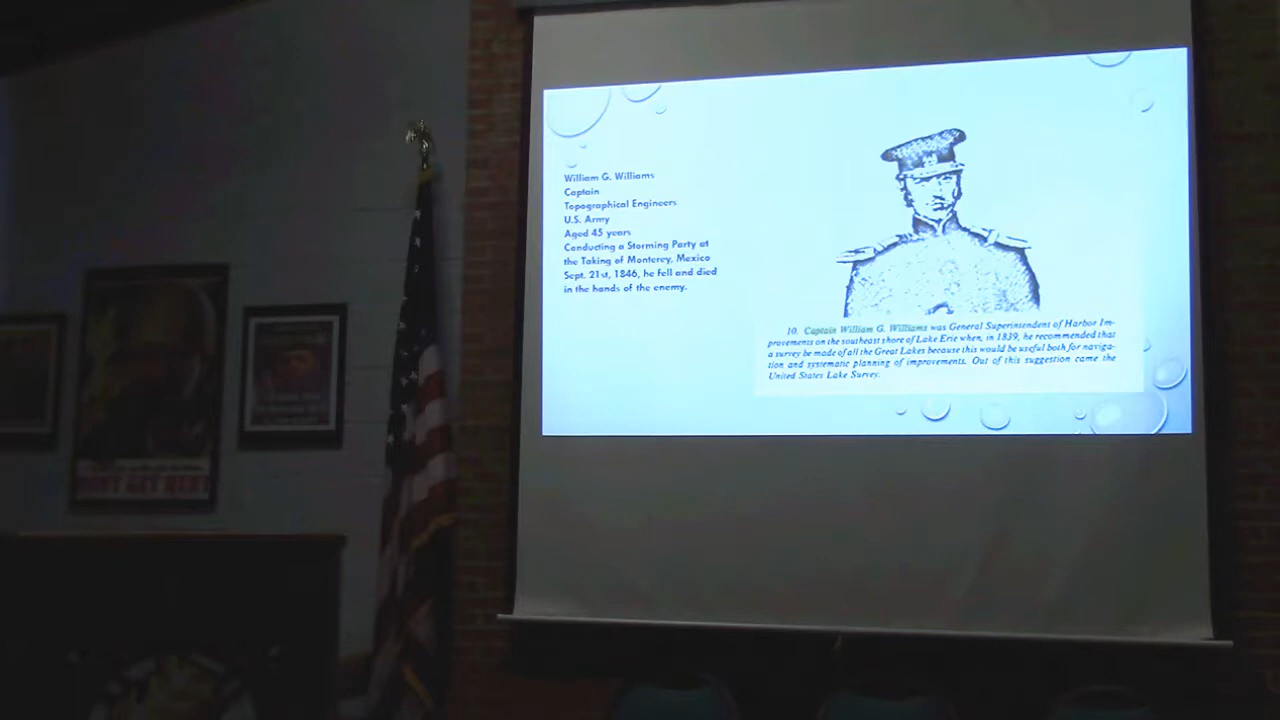 William G. Williams
Captain
Topographical Engineers
U.S. Army
Aged 45 years
Conducting a Storming Party at
the Taking of Monterey, Mexico
Sept. 21st, 1846, he fell and died
in the hands of the enemy.
10. Captain William G. Williams was General Superintendent of Harbor Im-
provements on the southeast shore of Lake Erie when, in 1839, he recommended that
a survey be made of all the Great Lakes because this would be useful both for naviga-
tion and systematic planning of improvements. Out of this suggestion came the
United States Lake Survey.